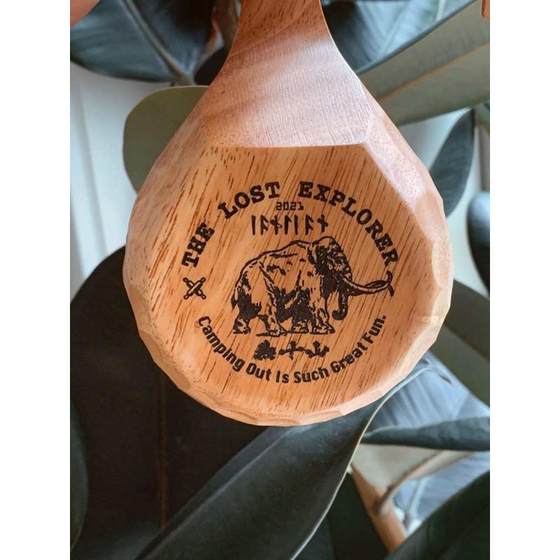 THE LOST EXPLORER
2021
Camping Out Is Such Great Fun.